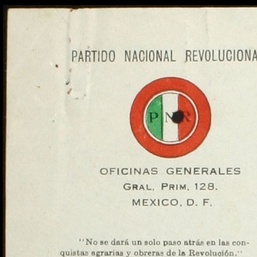 PARTIDO NACIONAL REVOLUCIONA
PNR
OFICINAS GENERALES
GRAL. PRIM, 128.
MEXICO, D. F.
"No se dará un solo paso atrás en las con-
quistas agrarias y obreras de la Revolución."